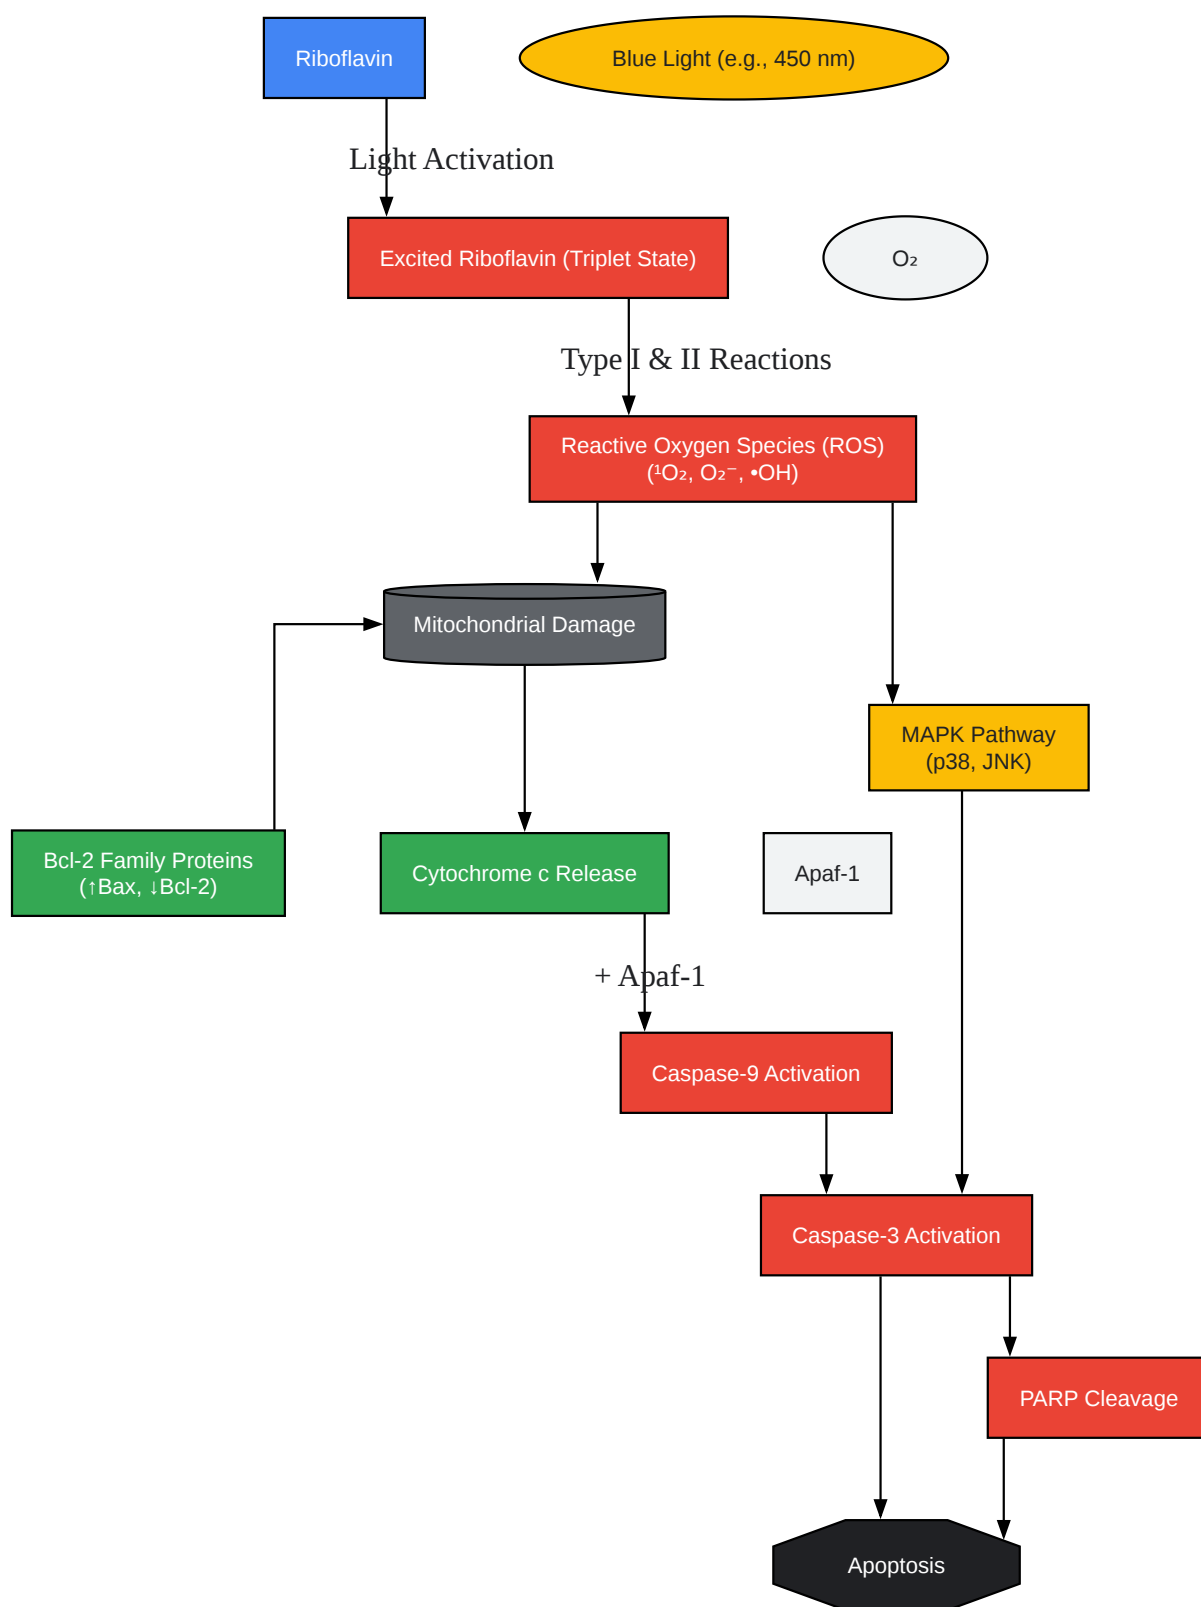 Riboflavin
Blue Light (e.g., 450 nm)
Light Activation
Excited Riboflavin (Triplet State)
O₂
Type I & II Reactions
Reactive Oxygen Species (ROS)
(¹O₂, O₂⁻, •OH)
Mitochondrial Damage
MAPK Pathway
(p38, JNK)
Bcl-2 Family Proteins
(↑Bax, ↓Bcl-2)
Cytochrome c Release
Apaf-1
+ Apaf-1
Caspase-9 Activation
Caspase-3 Activation
PARP Cleavage
Apoptosis